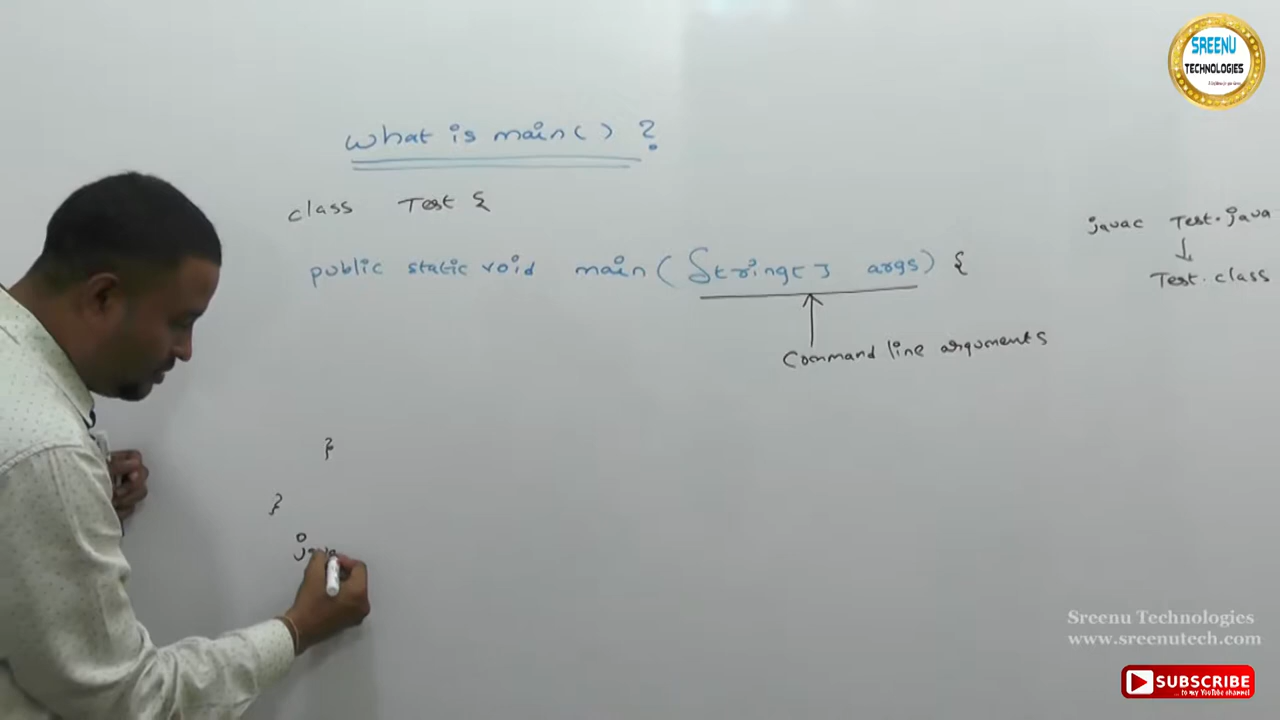 What is main( ) ?
class Test {
public static void main( String[] args) {
Command line arguments
}
}
java
javac Test.java
Test.class
SREENU
TECHNOLOGIES
Sreenu Technologies
www.sreenutech.com
SUBSCRIBE
... to my YouTube channel